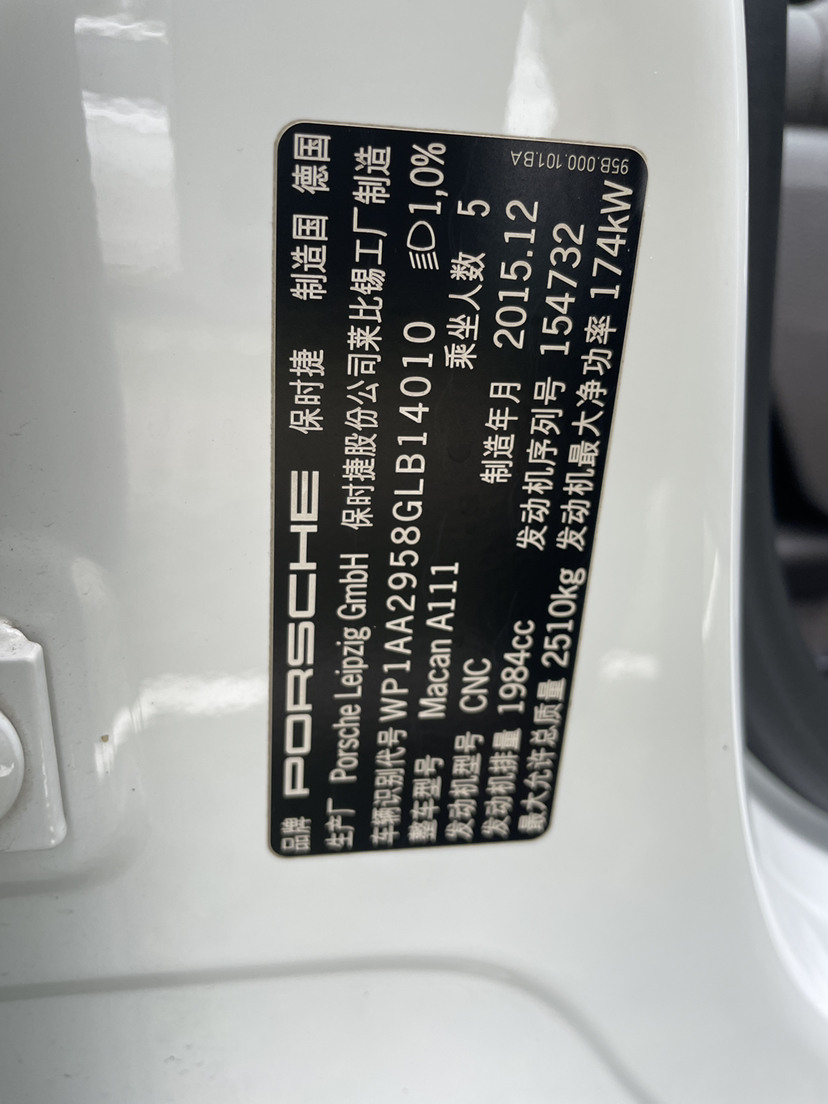 品牌 PORSCHE 保时捷 制造国 德国
生产厂 Porsche Leipzig GmbH 保时捷股份公司莱比锡工厂制造
车辆识别代号 WP1AA2958GLB14010 1,0%
整车型号 Macan A111 乘坐人数 5
发动机型号 CNC 制造年月 2015.12
发动机排量 1984cc 发动机序列号 154732
最大允许总质量 2510kg 发动机最大净功率 174kW
95B.000.101.BA